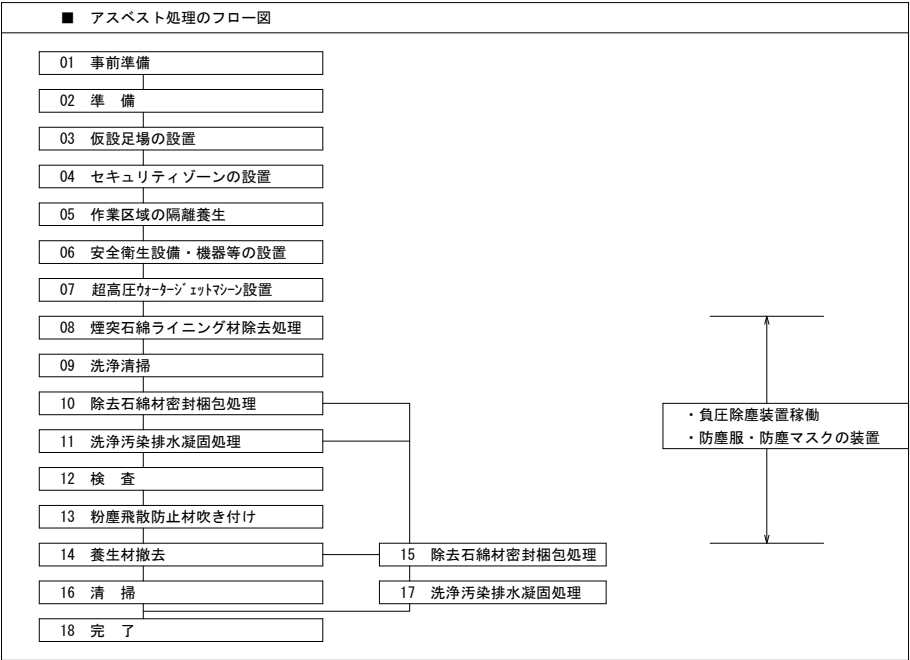 ■ アスベスト処理のフロー図
01 事前準備
02 準 備
03 仮設足場の設置
04 セキュリティゾーンの設置
05 作業区域の隔離養生
06 安全衛生設備・機器等の設置
07 超高圧ｳｫｰﾀｰｼﾞｪｯﾄﾏｼｰﾝ設置
08 煙突石綿ライニング材除去処理
09 洗浄清掃
10 除去石綿材密封梱包処理
・負圧除塵装置稼働
・防塵服・防塵マスクの装置
11 洗浄汚染排水凝固処理
12 検 査
13 粉塵飛散防止材吹き付け
14 養生材撤去
15 除去石綿材密封梱包処理
16 清 掃
17 洗浄汚染排水凝固処理
18 完 了